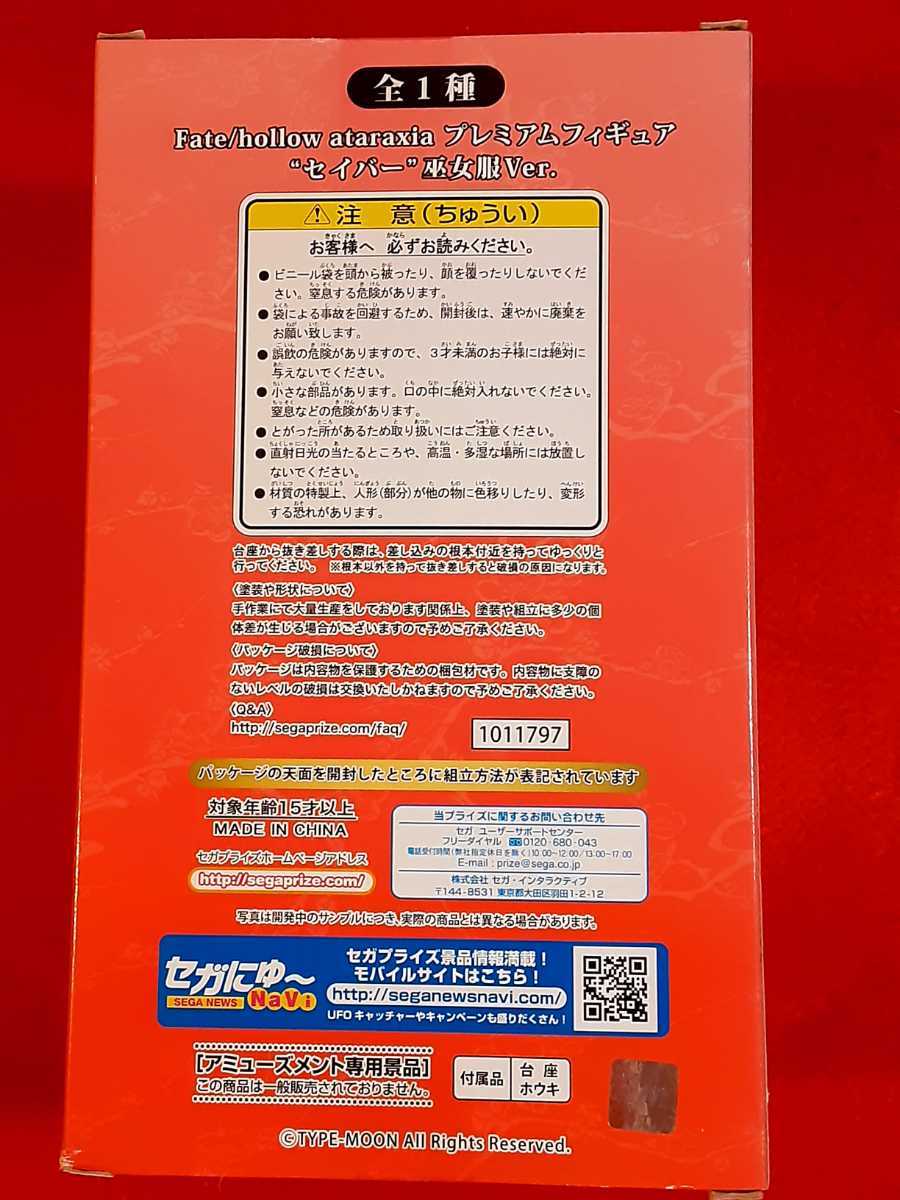 全1種
Fate/hollow ataraxia プレミアムフィギュア
“セイバー”巫女服Ver.
⚠注 意(ちゅうい)
お客様へ 必ずお読みください。
●ビニール袋を頭から被ったり、顔を覆ったりしないでくだ
さい。窒息する危険があります。
●袋による事故を回避するため、開封後は、速やかに廃棄を
お願い致します。
●誤飲の危険がありますので、3才未満のお子様には絶対に
与えないでください。
●小さな部品があります。口の中に絶対入れないでください。
窒息などの危険があります。
●とがった所があるため取り扱いにはご注意ください。
●直射日光の当たるところや、高温・多湿な場所には放置し
ないでください。
●材質の特製上、人形(部分)が他の物に色移りしたり、変形
する恐れがあります。
台座から抜き差しする際は、差し込みの根本付近を持ってゆっくりと
行ってください。 ※根本以外を持って抜き差しすると破損の原因になります。
〈塗装や形状について〉
手作業にて大量生産をしております関係上、塗装や組立に多少の個
体差が生じる場合がございますので予めご了承ください。
〈パッケージ破損について〉
パッケージは内容物を保護するための梱包材です。内容物に支障の
ないレベルの破損は交換いたしかねますので予めご了承ください。
〈Q&A〉
http://segaprize.com/faq/
1011797
パッケージの天面を開封したところに組立方法が表記されています
対象年齢15才以上
MADE IN CHINA
セガプライズホームページアドレス
http://segaprize.com/
当プライズに関するお問い合わせ先
セガ ユーザーサポートセンター
フリーダイヤル 0120-680-043
電話受付時間(弊社指定休日を除く)10:00~12:00/13:00~17:00
E-mail : prize@sega.co.jp
株式会社 セガ・インタラクティブ
〒144-8531 東京都大田区羽田1-2-12
写真は開発中のサンプルにつき、実際の商品とは異なる場合があります。
セガにゅ〜
SEGA NEWS NaVi
セガプライズ景品情報満載!
モバイルサイトはこちら!
http://seganewsnavi.com/
UFOキャッチャーやキャンペーンも盛りだくさん!
[アミューズメント専用景品]
この商品は一般販売されておりません。
付属品 台座
ホウキ
©TYPE-MOON All Rights Reserved.